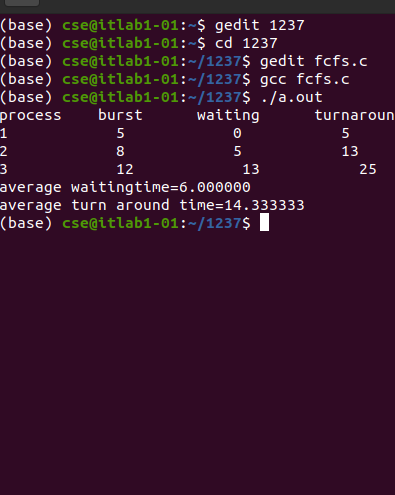 (base) cse@itlab1-01:~$ gedit 1237
(base) cse@itlab1-01:~$ cd 1237
(base) cse@itlab1-01:~/1237$ gedit fcfs.c
(base) cse@itlab1-01:~/1237$ gcc fcfs.c
(base) cse@itlab1-01:~/1237$ ./a.out
process burst waiting turnaroun
1 5 0 5
2 8 5 13
3 12 13 25
average waitingtime=6.000000
average turn around time=14.333333
(base) cse@itlab1-01:~/1237$